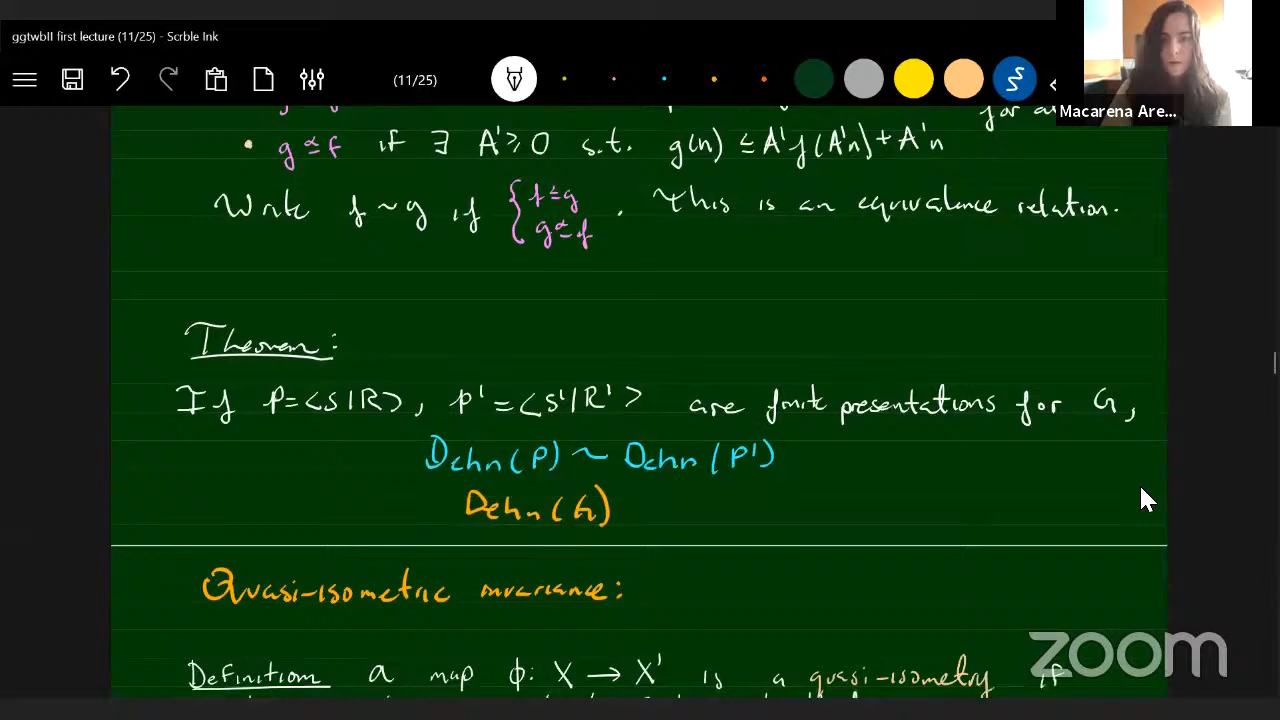 ggtwbII first lecture (11/25) - Scrble Ink
(11/25)
Macarena Are...
for
• g ≤ f if ∃ A' ≥ 0 s.t. g(n) ≤ A' f(A'n) + A'n
Write f ~ g if { f ≤ g . This is an equivalence relation.
g ≤ f
Theorem:
If P = <S|R>, P' = <S'|R'> are finite presentations for G,
Dehn(P) ~ Dehn(P')
Dehn(G)
Quasi-isometric invariance:
Definition a map ϕ: X → X' is a quasi-isometry if
zoom